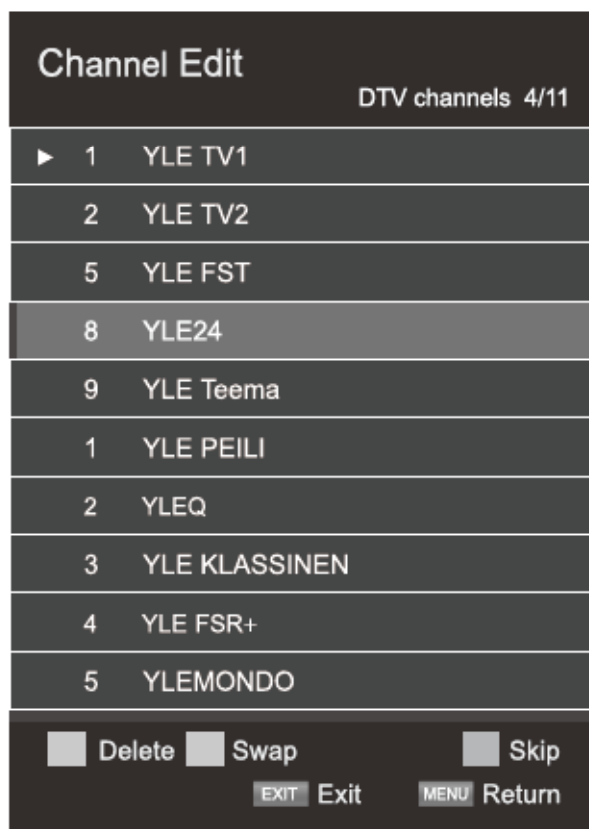 Channel Edit
DTV channels 4/11
▶ 1 YLE TV1
2 YLE TV2
5 YLE FST
8 YLE24
9 YLE Teema
1 YLE PEILI
2 YLEQ
3 YLE KLASSINEN
4 YLE FSR+
5 YLEMONDO
Delete Swap Skip
EXIT Exit MENU Return